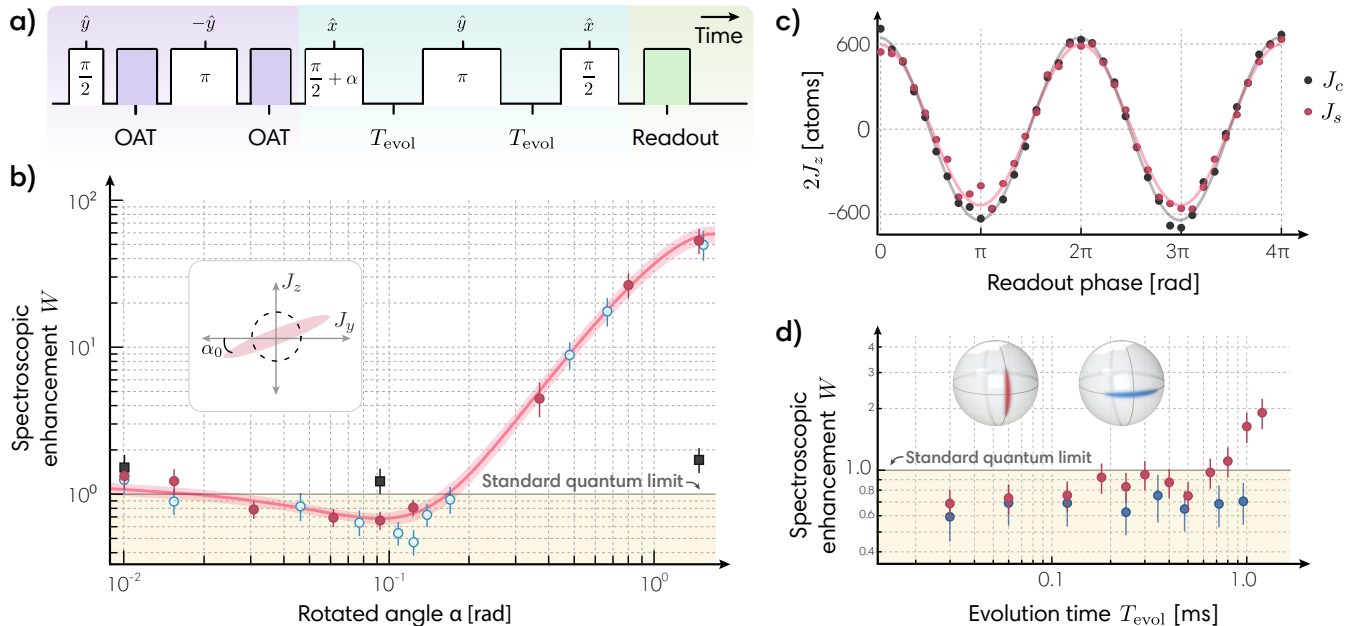 a)
ŷ
−ŷ
x̂
ŷ
x̂
Time
π/2
π
π/2 + α
π
π/2
OAT
OAT
T_evol
T_evol
Readout
b)
Spectroscopic
enhancement W
10²
10¹
10⁰
J_z
J_y
α₀
Standard quantum limit
10⁻²
10⁻¹
10⁰
Rotated angle α [rad]
c)
2J_z [atoms]
600
0
-600
J_c
J_s
0
π
2π
3π
4π
Readout phase [rad]
d)
Spectroscopic
enhancement W
4
3
2
1.0
0.8
0.6
0.4
Standard quantum limit
0.1
1.0
Evolution time T_evol [ms]